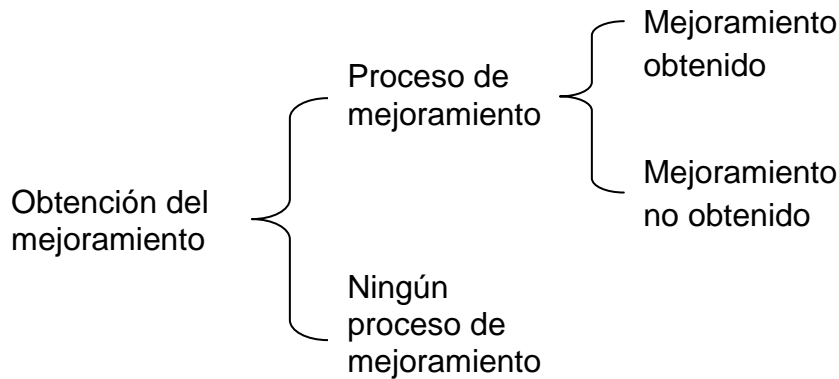 Obtención del
mejoramiento
Proceso de
mejoramiento
Mejoramiento
obtenido
Mejoramiento
no obtenido
Ningún
proceso de
mejoramiento